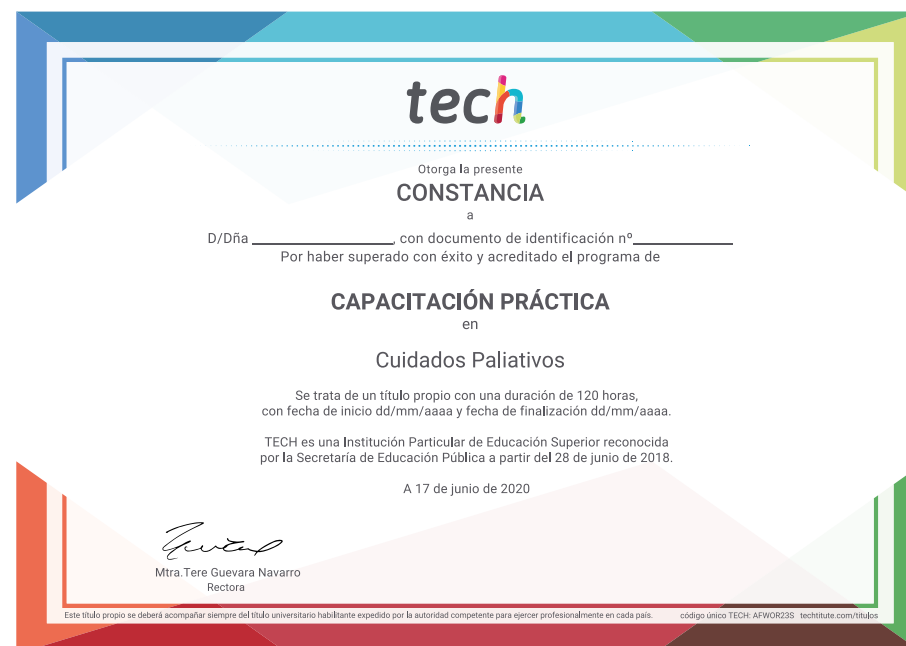 tech
Otorga la presente
CONSTANCIA
a
D/Dña ____________________, con documento de identificación nº______________
Por haber superado con éxito y acreditado el programa de
CAPACITACIÓN PRÁCTICA
en
Cuidados Paliativos
Se trata de un título propio con una duración de 120 horas,
con fecha de inicio dd/mm/aaaa y fecha de finalización dd/mm/aaaa.
TECH es una Institución Particular de Educación Superior reconocida
por la Secretaría de Educación Pública a partir del 28 de junio de 2018.
A 17 de junio de 2020
Mtra.Tere Guevara Navarro
Rectora
Este título propio se deberá acompañar siempre del título universitario habilitante expedido por la autoridad competente para ejercer profesionalmente en cada país. código único TECH: AFWOR23S techtitute.com/titulos